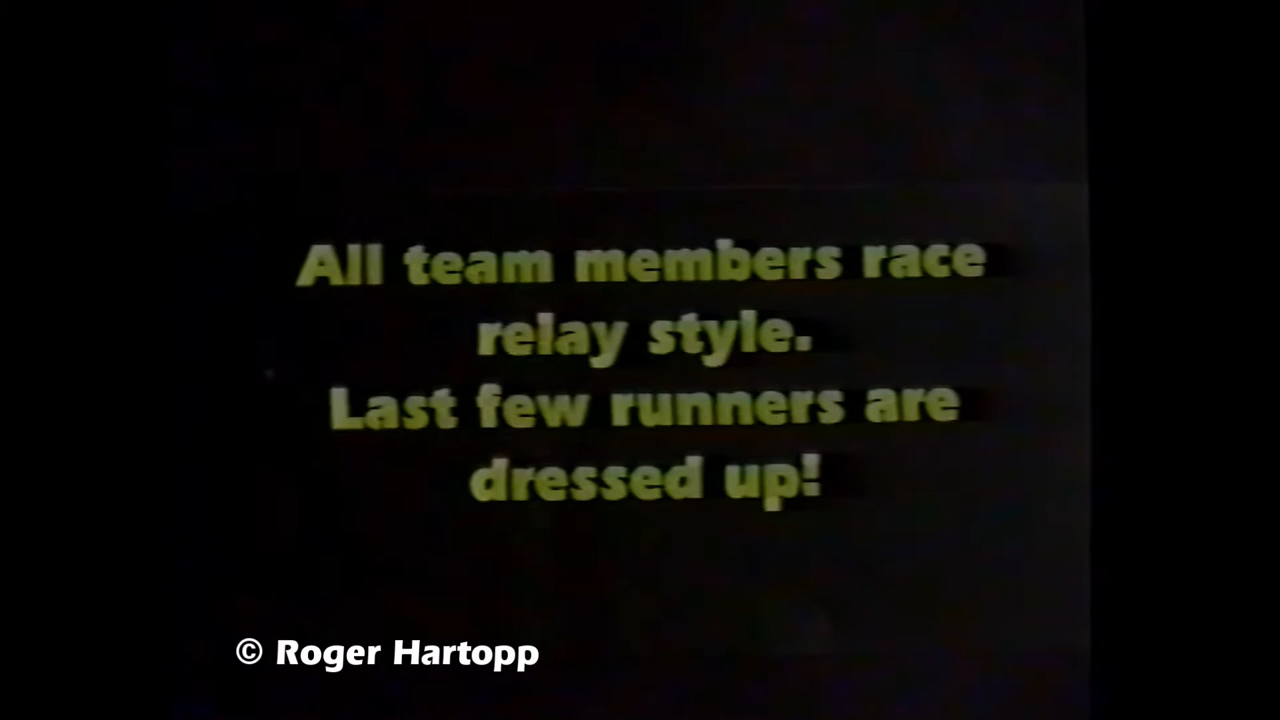 All team members race
relay style.
Last few runners are
dressed up!
© Roger Hartopp